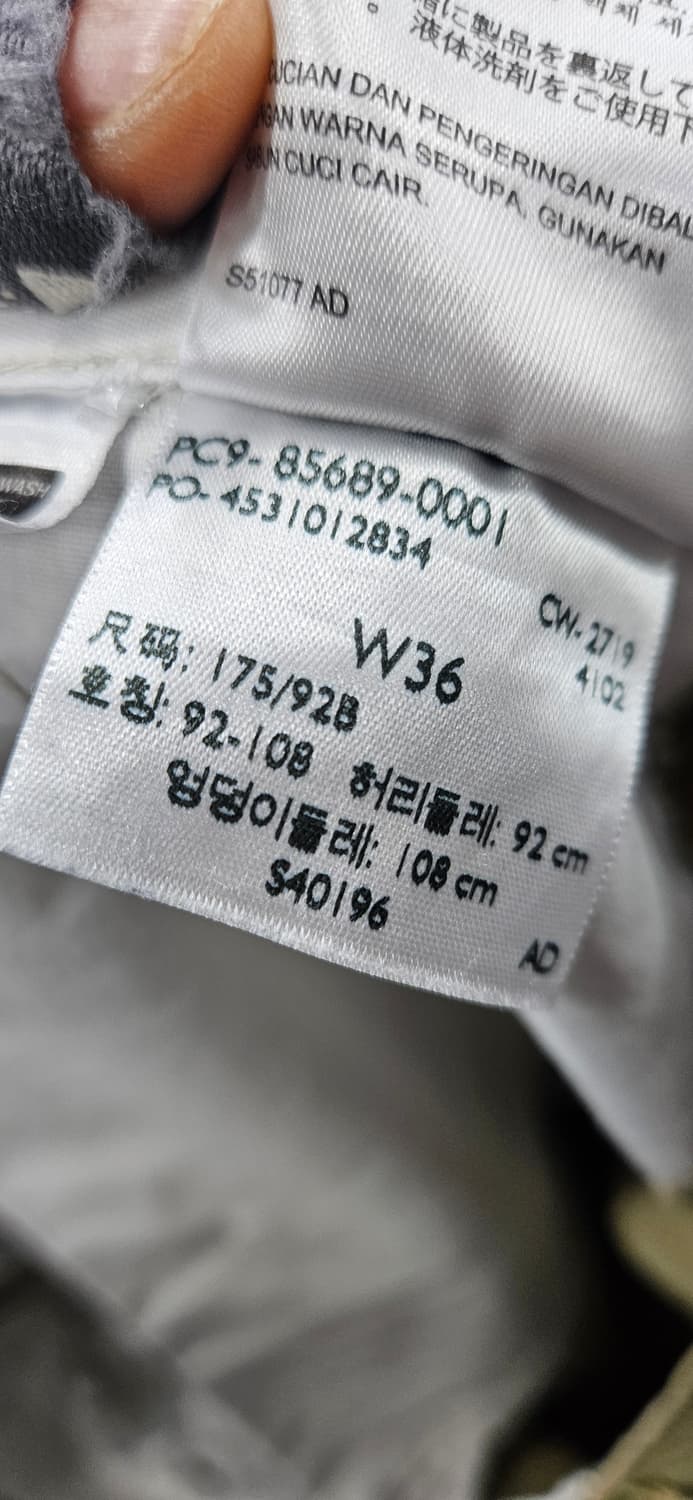 に製品を裏返して
液体洗剤をご使用下
UCIAN DAN PENGERINGAN DIBAL
GAN WARNA SERUPA, GUNAKAN
CUCI CAIR.
S51077 AD
WASH
PC9- 85689-0001
PO- 4531012834
CW- 2719
4102
W36
尺 码: 175/92B
호칭: 92-108 허리둘레: 92 cm
엉덩이둘레: 108 cm
S40196
AD